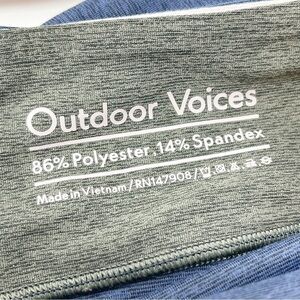 Outdoor Voices
86% Polyester, 14% Spandex
Made in Vietnam / RN147908 /